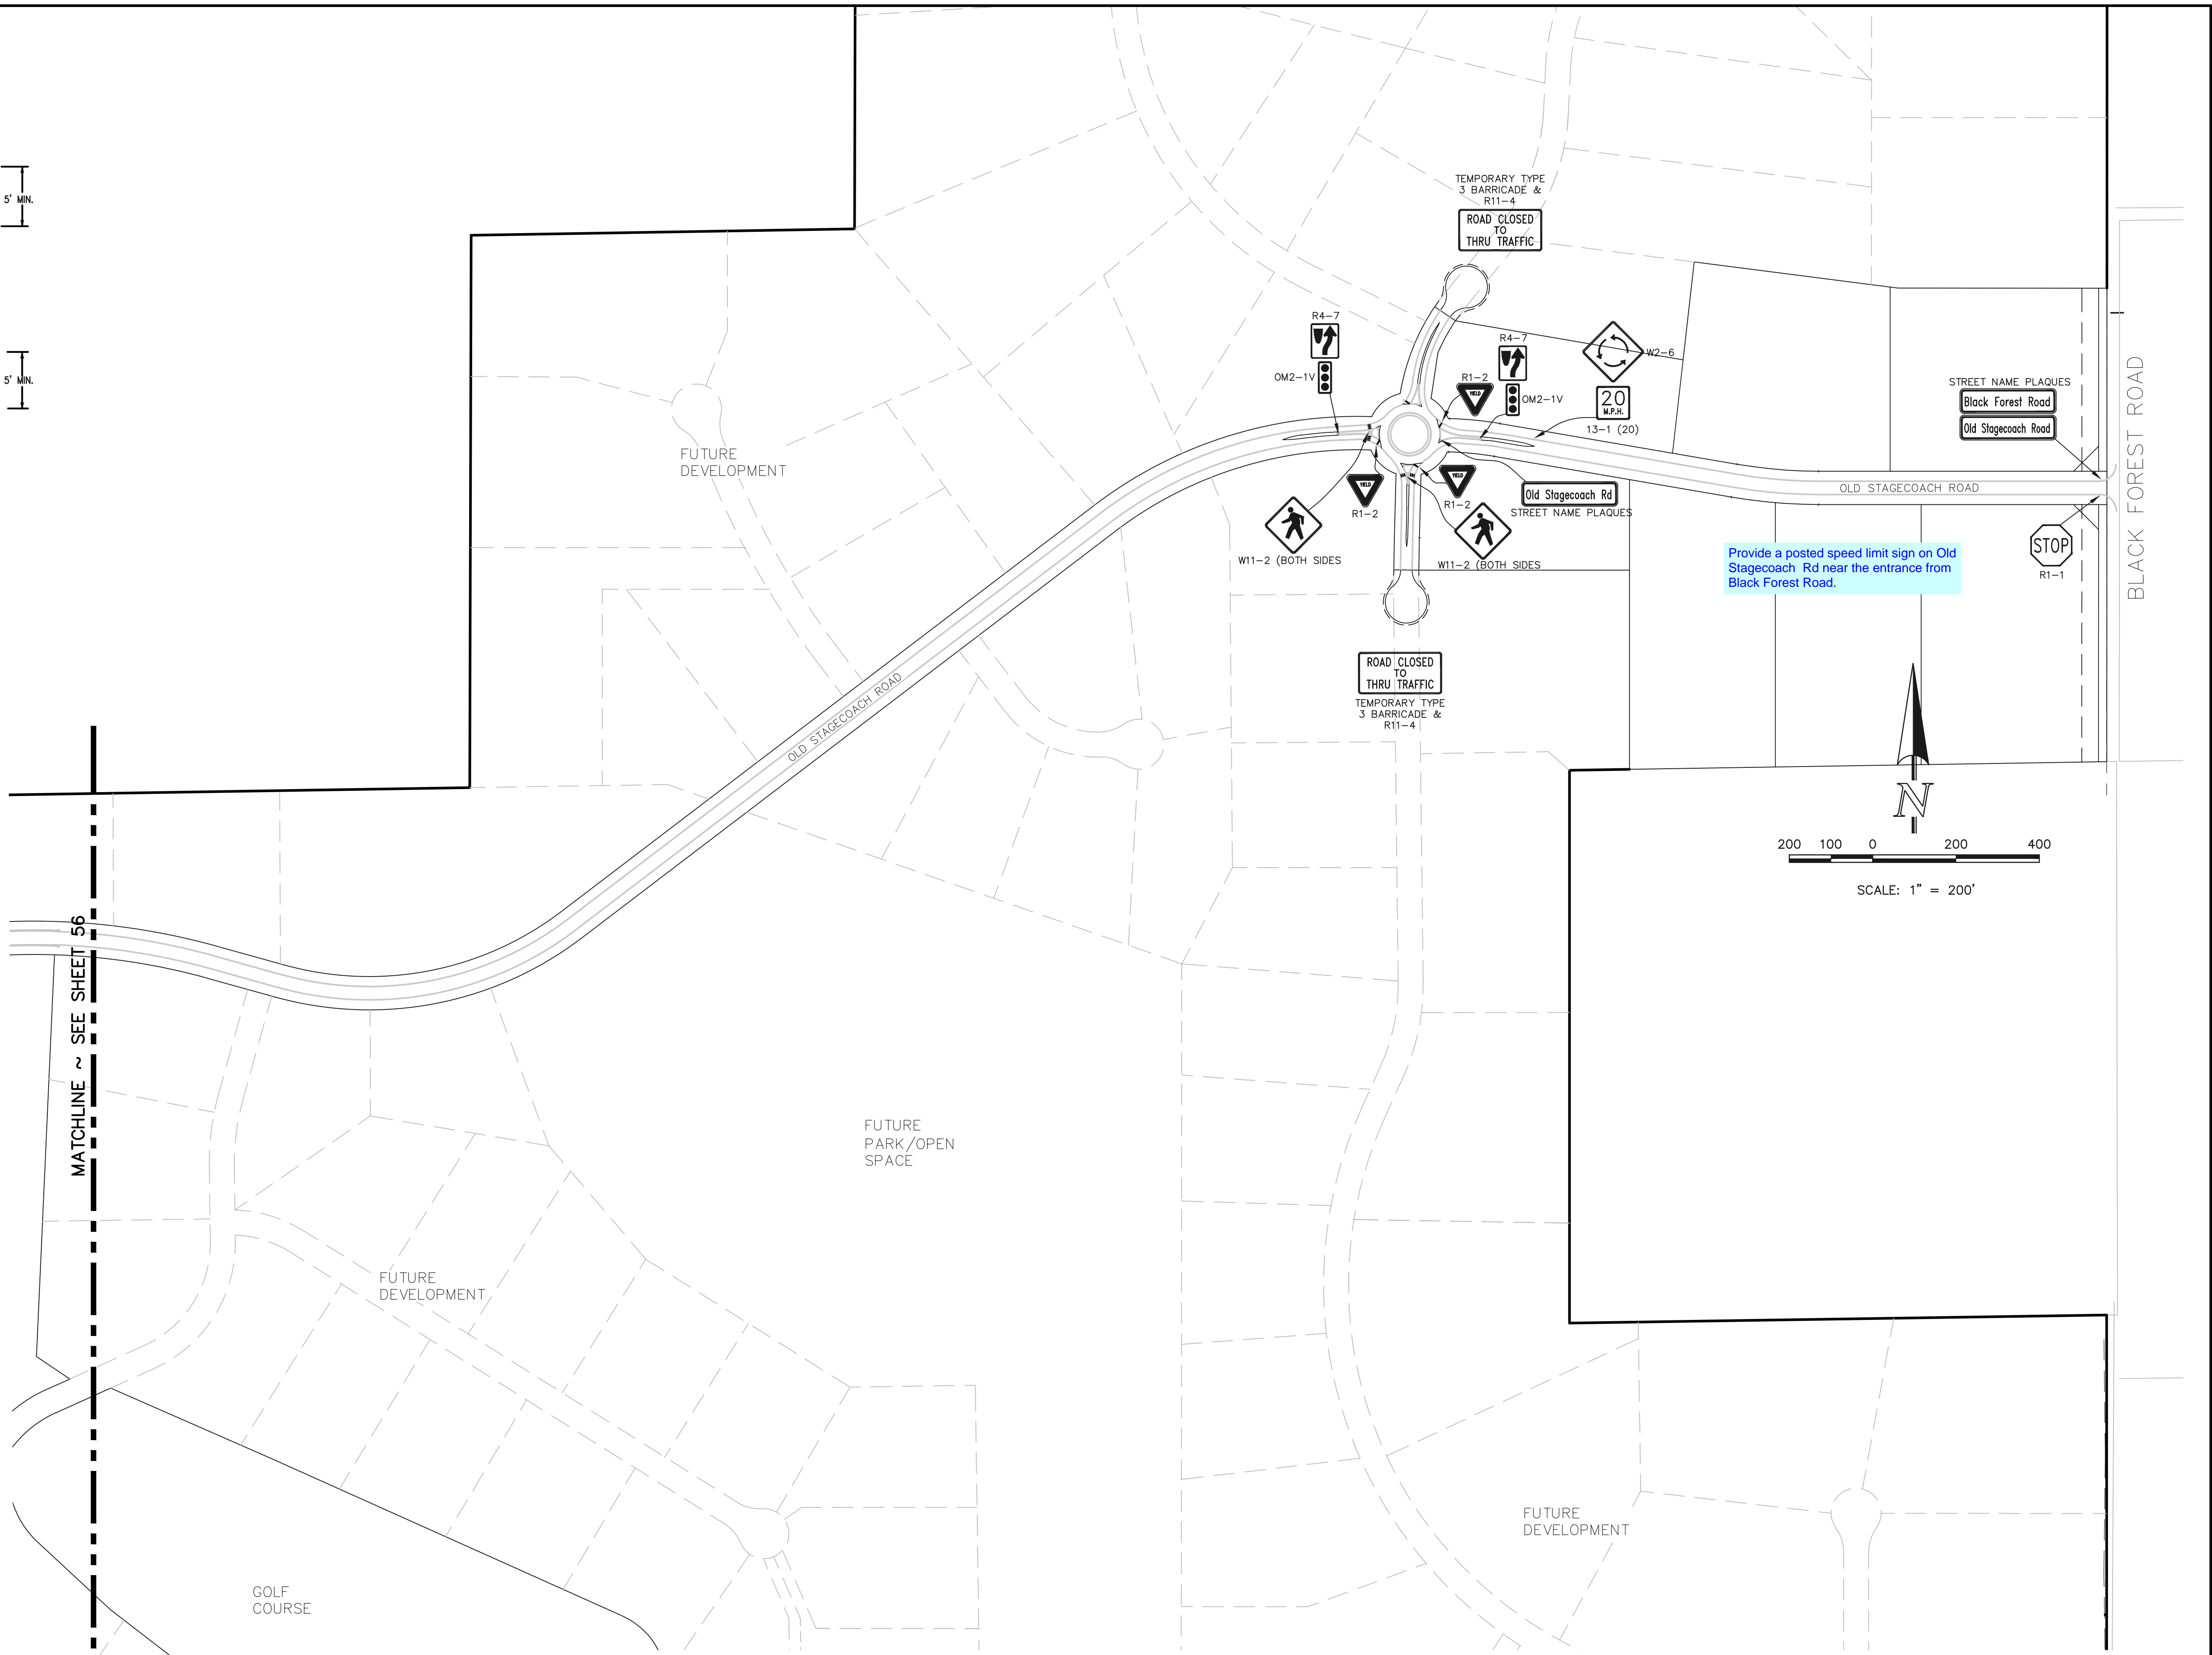 5' MIN.
5' MIN.
TEMPORARY TYPE
3 BARRICADE &
R11-4
ROAD CLOSED
TO
THRU TRAFFIC
R4-7
OM2-1V
R4-7
R1-2
YIELD
OM2-1V
W2-6
20
M.P.H.
13-1 (20)
STREET NAME PLAQUES
Black Forest Road
Old Stagecoach Road
BLACK FOREST ROAD
FUTURE
DEVELOPMENT
YIELD
R1-2
YIELD
R1-2
Old Stagecoach Rd
STREET NAME PLAQUES
OLD STAGECOACH ROAD
W11-2 (BOTH SIDES
W11-2 (BOTH SIDES
STOP
R1-1
Provide a posted speed limit sign on Old
Stagecoach Rd near the entrance from
Black Forest Road.
ROAD CLOSED
TO
THRU TRAFFIC
TEMPORARY TYPE
3 BARRICADE &
R11-4
OLD STAGECOACH ROAD
N
200 100 0 200 400
SCALE: 1" = 200'
MATCHLINE ~ SEE SHEET 56
FUTURE
PARK/OPEN
SPACE
FUTURE
DEVELOPMENT
FUTURE
DEVELOPMENT
GOLF
COURSE